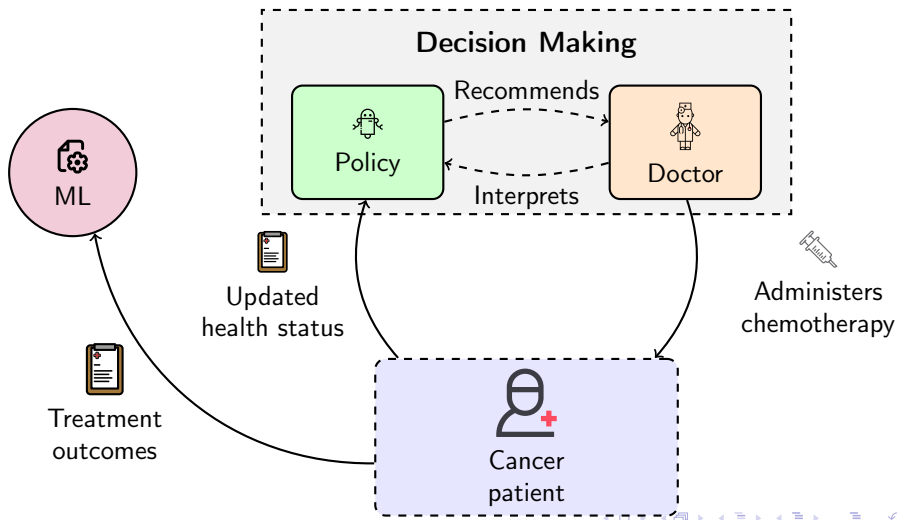 Decision Making
Recommends
Policy
Doctor
Interprets
ML
Updated
health status
Administers
chemotherapy
Treatment
outcomes
Cancer
patient